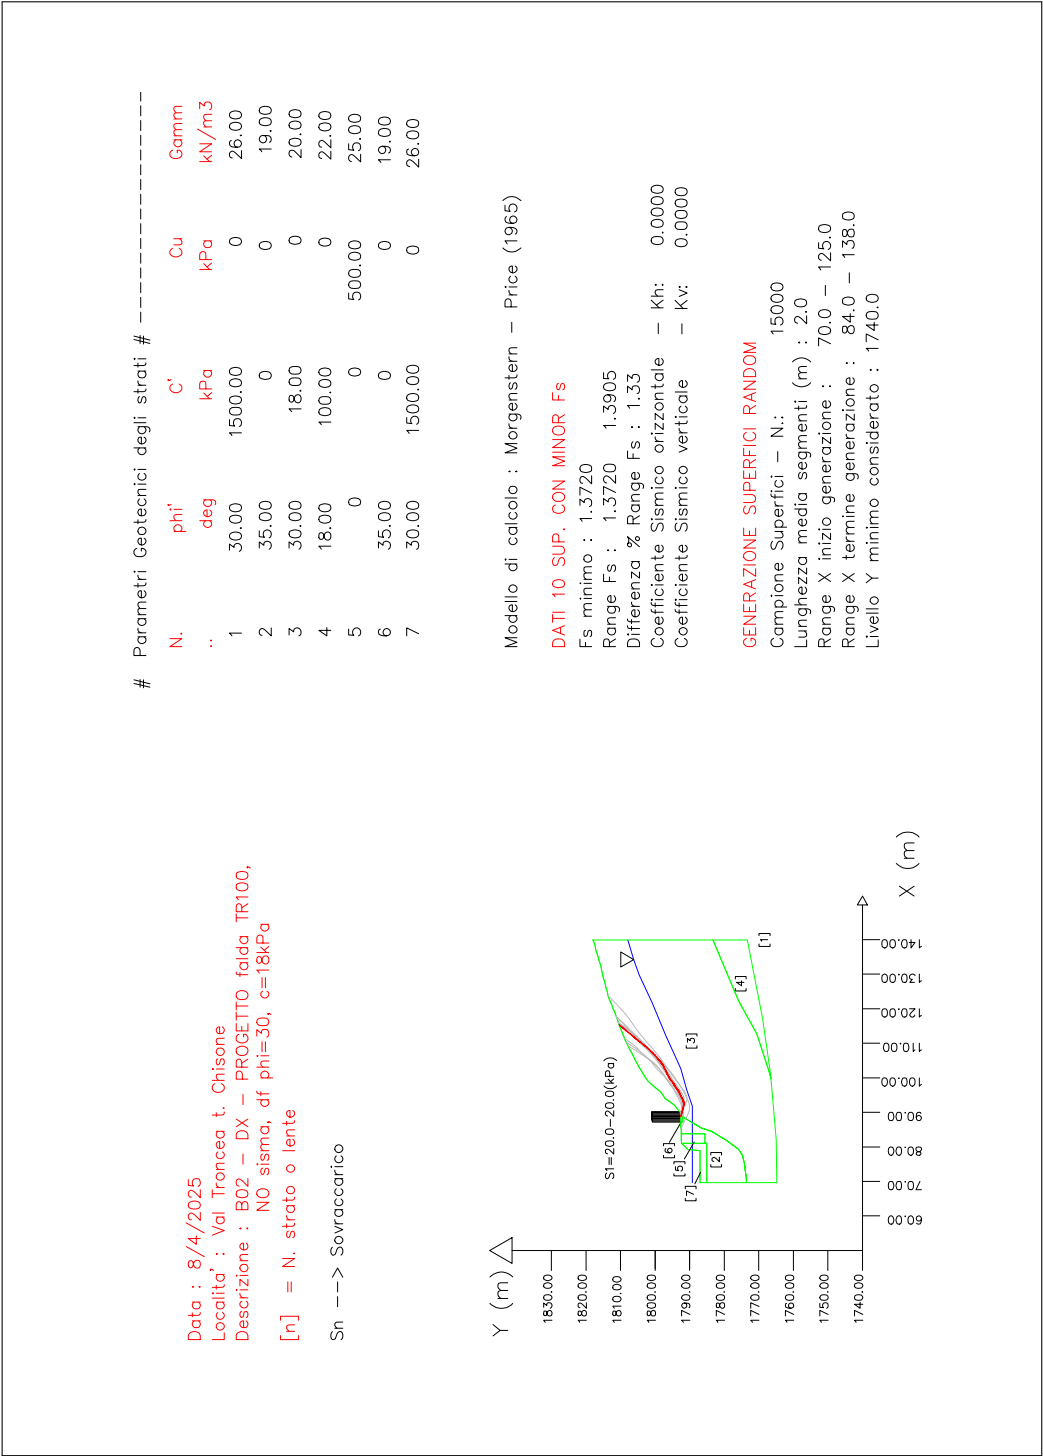 Data : 8/4/2025
Localita' : Val Troncea t. Chisone
Descrizione : B02 - DX - PROGETTO falda TR100,
NO sisma, df phi=30, c=18kPa
[n] = N. strato o lente
Sn --> Sovraccarico
# Parametri Geotecnici degli strati # -----------------
N. phi' C' Cu Gamm
.. deg kPa kPa kN/m3
1 30.00 1500.00 0 26.00
2 35.00 0 0 19.00
3 30.00 18.00 0 20.00
4 18.00 100.00 0 22.00
5 0 0 500.00 25.00
6 35.00 0 0 19.00
7 30.00 1500.00 0 26.00
Modello di calcolo : Morgenstern - Price (1965)
DATI 10 SUP. CON MINOR Fs
Fs minimo : 1.3720
Range Fs : 1.3720 1.3905
Differenza % Range Fs : 1.33
Coefficiente Sismico orizzontale - Kh: 0.0000
Coefficiente Sismico verticale - Kv: 0.0000
GENERAZIONE SUPERFICI RANDOM
Campione Superfici - N.: 15000
Lunghezza media segmenti (m) : 2.0
Range X inizio generazione : 70.0 - 125.0
Range X termine generazione : 84.0 - 138.0
Livello Y minimo considerato : 1740.0
Y (m)
1830.00
1820.00
1810.00
1800.00
1790.00
1780.00
1770.00
1760.00
1750.00
1740.00
S1=20.0-20.0(kPa)
[6]
[5]
[7]
[2]
[3]
[4]
[1]
60.00
70.00
80.00
90.00
100.00
110.00
120.00
130.00
140.00
X (m)